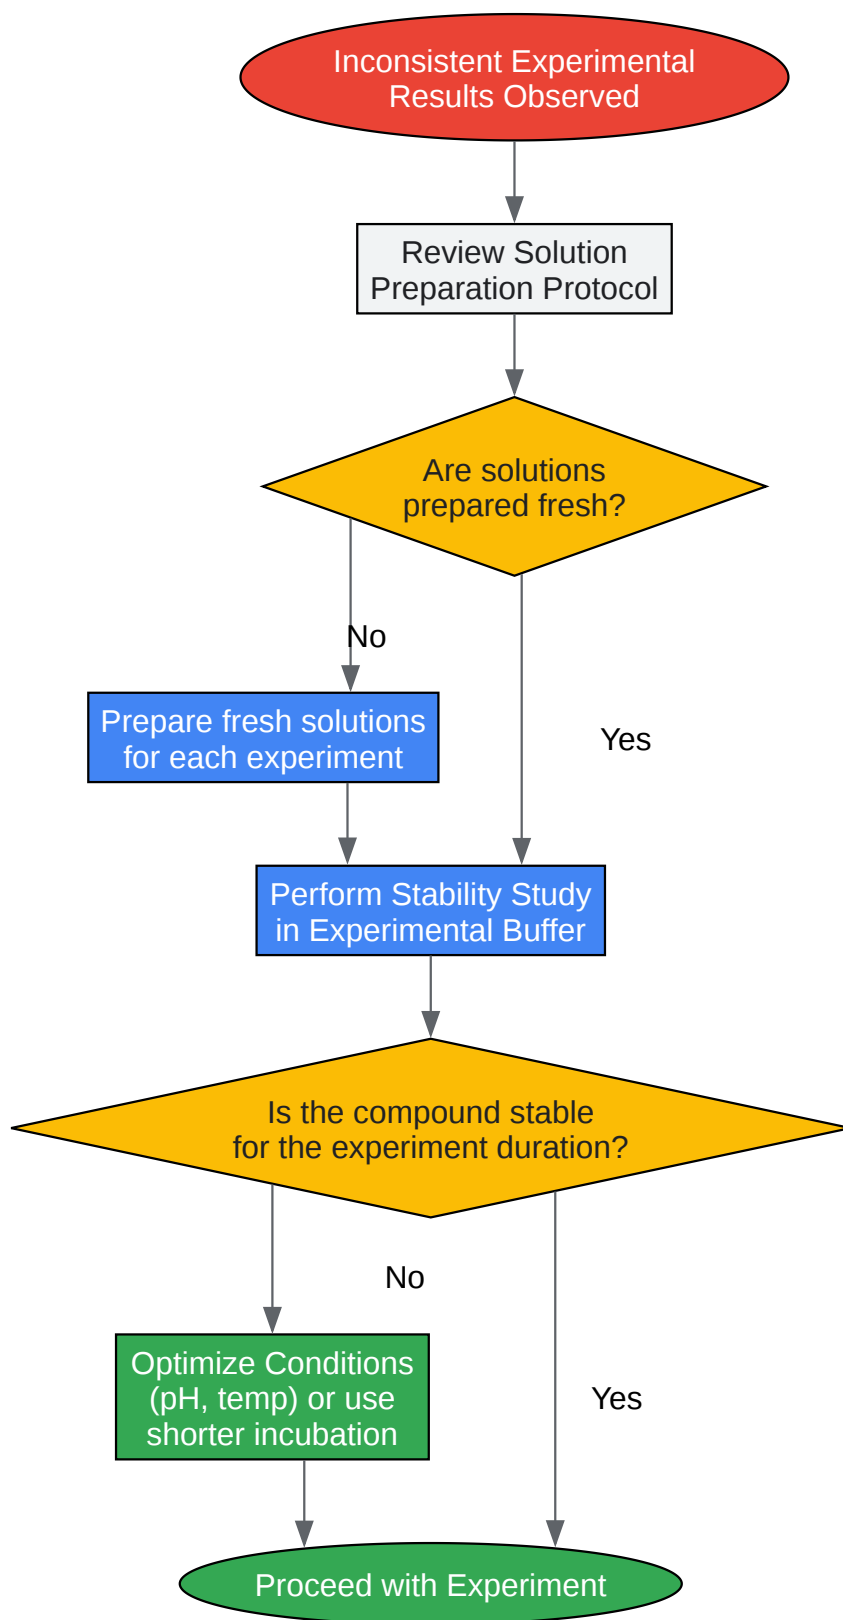 Inconsistent Experimental
Results Observed
Review Solution
Preparation Protocol
Are solutions
prepared fresh?
No
Prepare fresh solutions
for each experiment
Yes
Perform Stability Study
in Experimental Buffer
Is the compound stable
for the experiment duration?
No
Optimize Conditions
(pH, temp) or use
shorter incubation
Yes
Proceed with Experiment